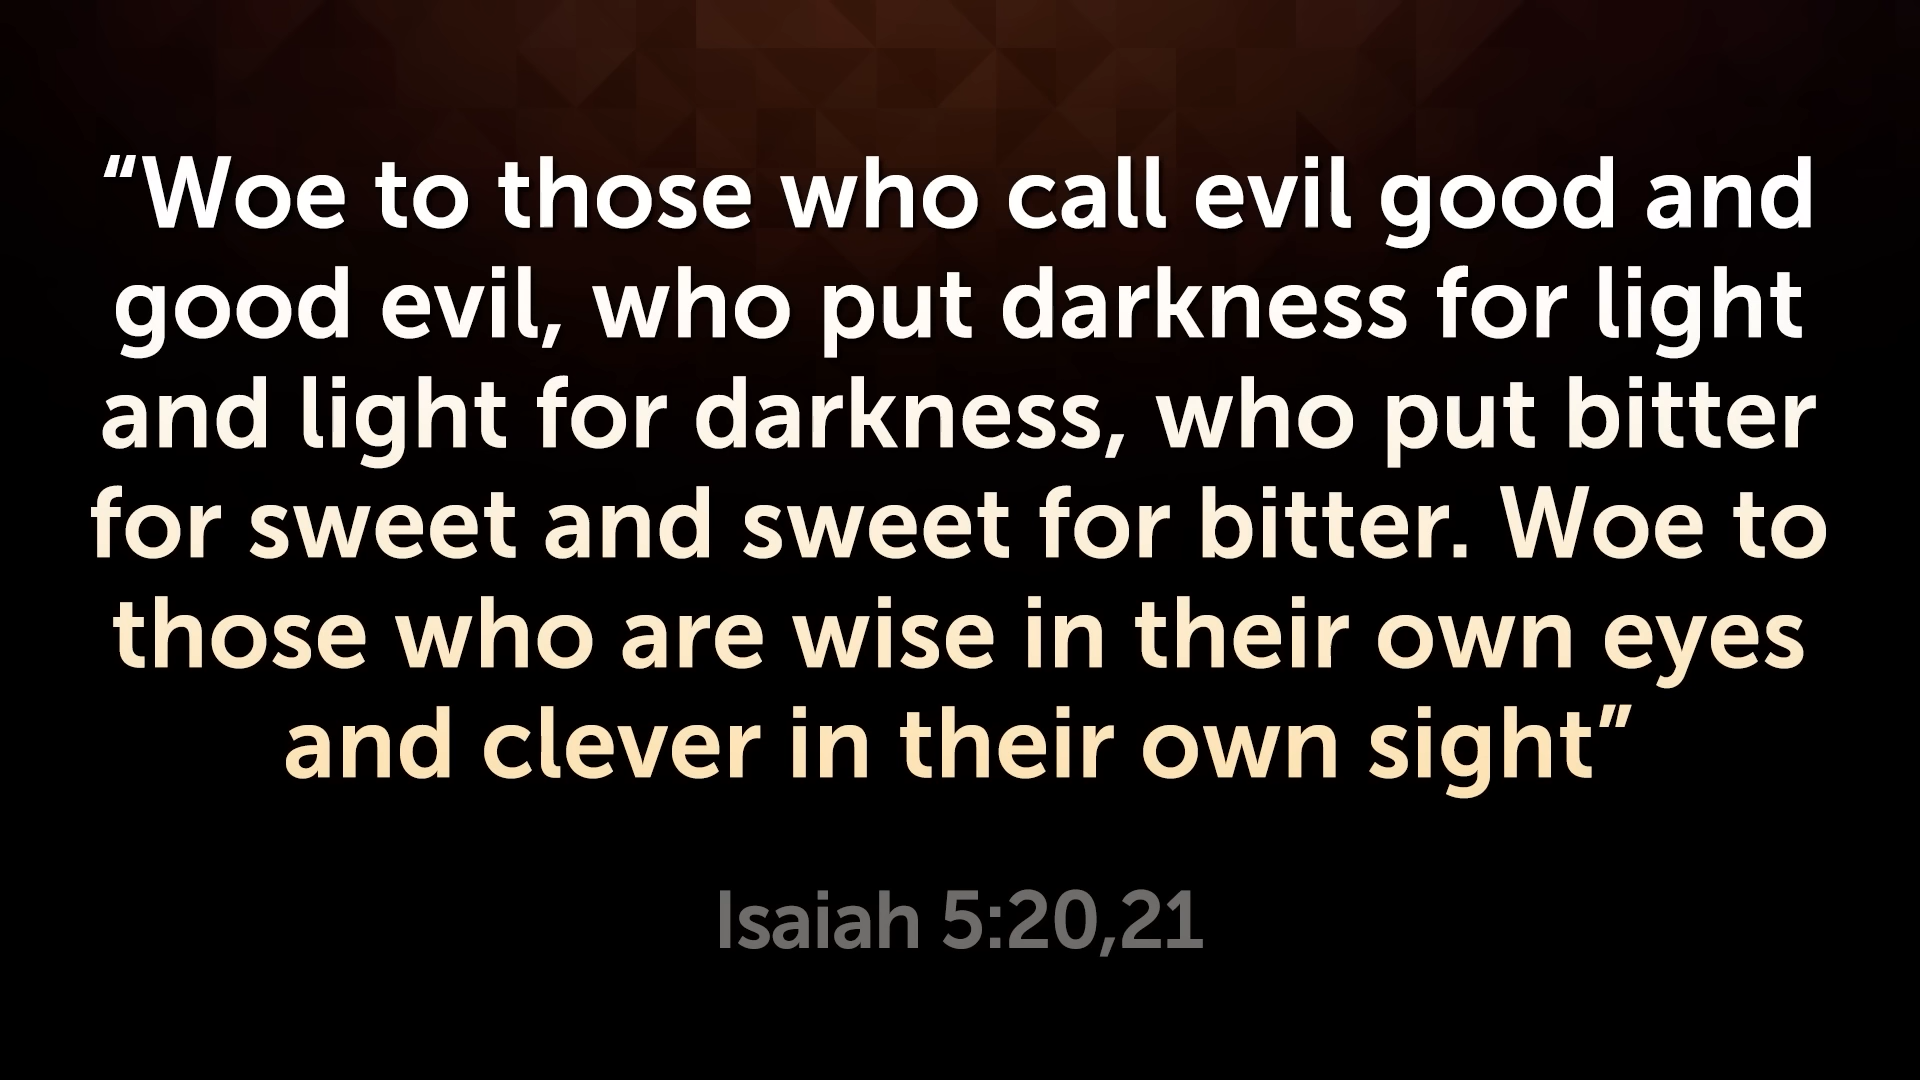 “Woe to those who call evil good and
good evil, who put darkness for light
and light for darkness, who put bitter
for sweet and sweet for bitter. Woe to
those who are wise in their own eyes
and clever in their own sight”
Isaiah 5:20,21